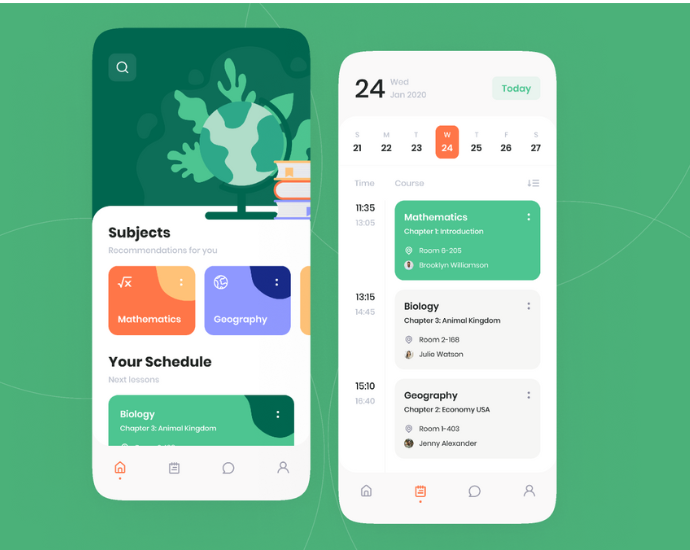 Subjects
Recommendations for you
√x
Mathematics
Geography
Your Schedule
Next lessons
Biology
Chapter 3: Animal Kingdom
24
Wed
Jan 2020
Today
S M T W T F S
21 22 23 24 25 26 27
Time Course
11:35
13:05
Mathematics
Chapter 1: Introduction
Room 6-205
Brooklyn Williamson
13:15
14:45
Biology
Chapter 3: Animal Kingdom
Room 2-168
Julie Watson
15:10
16:40
Geography
Chapter 2: Economy USA
Room 1-403
Jenny Alexander